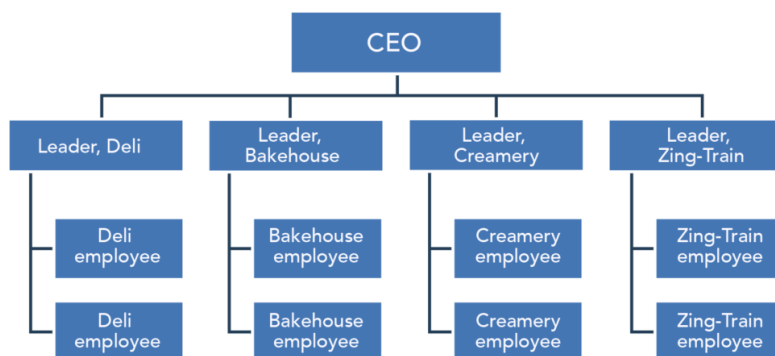 CEO
Leader, Deli
Leader,
Bakehouse
Leader,
Creamery
Leader,
Zing-Train
Deli
employee
Bakehouse
employee
Creamery
employee
Zing-Train
employee
Deli
employee
Bakehouse
employee
Creamery
employee
Zing-Train
employee